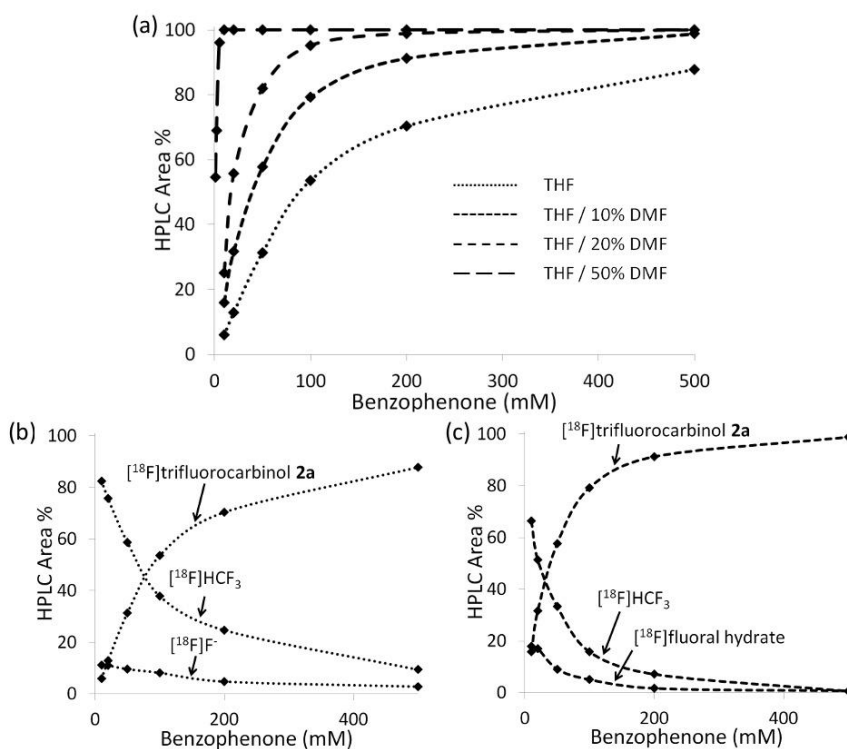 (a)
100
80
60
40
20
0
HPLC Area %
0
100
200
300
400
500
Benzophenone (mM)
THF
THF / 10% DMF
THF / 20% DMF
THF / 50% DMF
(b)
100
80
60
40
20
0
HPLC Area %
[¹⁸F]trifluorocarbinol 2a
[¹⁸F]HCF₃
[¹⁸F]F⁻
0
200
400
Benzophenone (mM)
(c)
100
80
60
40
20
0
HPLC Area %
[¹⁸F]trifluorocarbinol 2a
[¹⁸F]HCF₃
[¹⁸F]fluoral hydrate
0
200
400
Benzophenone (mM)